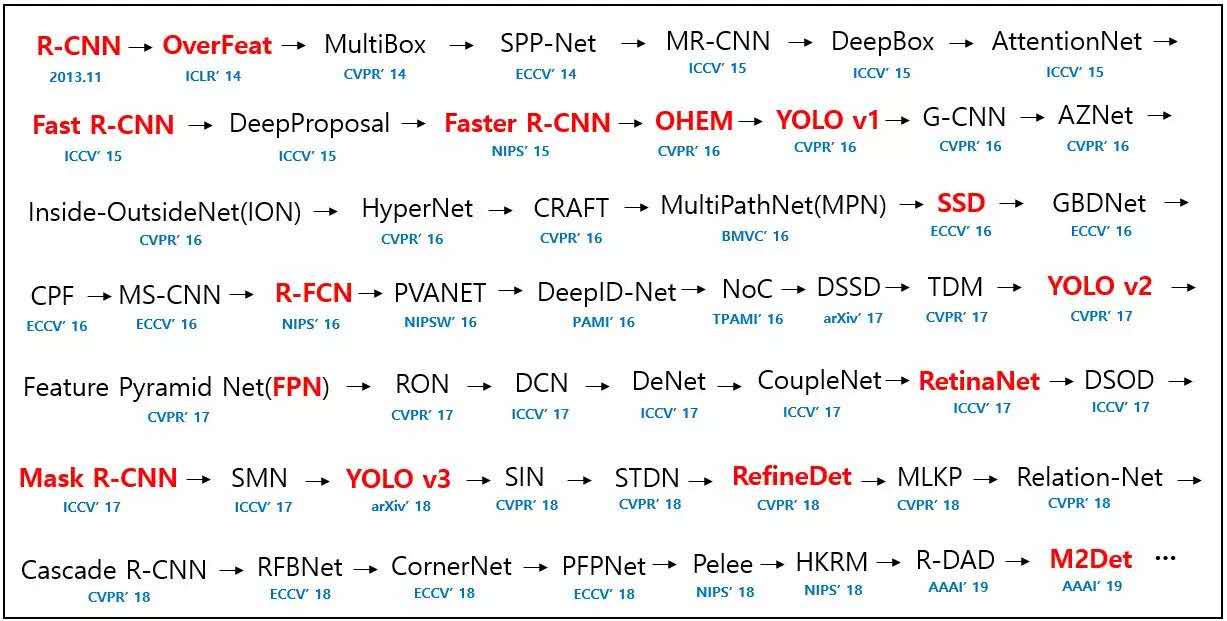 R-CNN → OverFeat → MultiBox → SPP-Net → MR-CNN → DeepBox → AttentionNet →
2013.11 ICLR’ 14 CVPR’ 14 ECCV’ 14 ICCV’ 15 ICCV’ 15 ICCV’ 15
Fast R-CNN → DeepProposal → Faster R-CNN → OHEM → YOLO v1 → G-CNN → AZNet →
ICCV’ 15 ICCV’ 15 NIPS’ 15 CVPR’ 16 CVPR’ 16 CVPR’ 16 CVPR’ 16
Inside-OutsideNet(ION) → HyperNet → CRAFT → MultiPathNet(MPN) → SSD → GBDNet →
CVPR’ 16 CVPR’ 16 CVPR’ 16 BMVC’ 16 ECCV’ 16 ECCV’ 16
CPF → MS-CNN → R-FCN → PVANET → DeepID-Net → NoC → DSSD → TDM → YOLO v2 →
ECCV’ 16 ECCV’ 16 NIPS’ 16 NIPSW’ 16 PAMI’ 16 TPAMI’ 16 arXiv’ 17 CVPR’ 17 CVPR’ 17
Feature Pyramid Net(FPN) → RON → DCN → DeNet → CoupleNet → RetinaNet → DSOD →
CVPR’ 17 CVPR’ 17 ICCV’ 17 ICCV’ 17 ICCV’ 17 ICCV’ 17 ICCV’ 17
Mask R-CNN → SMN → YOLO v3 → SIN → STDN → RefineDet → MLKP → Relation-Net →
ICCV’ 17 ICCV’ 17 arXiv’ 18 CVPR’ 18 CVPR’ 18 CVPR’ 18 CVPR’ 18 CVPR’ 18
Cascade R-CNN → RFBNet → CornerNet → PFPNet → Pelee → HKRM → R-DAD → M2Det ···
CVPR’ 18 ECCV’ 18 ECCV’ 18 ECCV’ 18 NIPS’ 18 NIPS’ 18 AAAI’ 19 AAAI’ 19